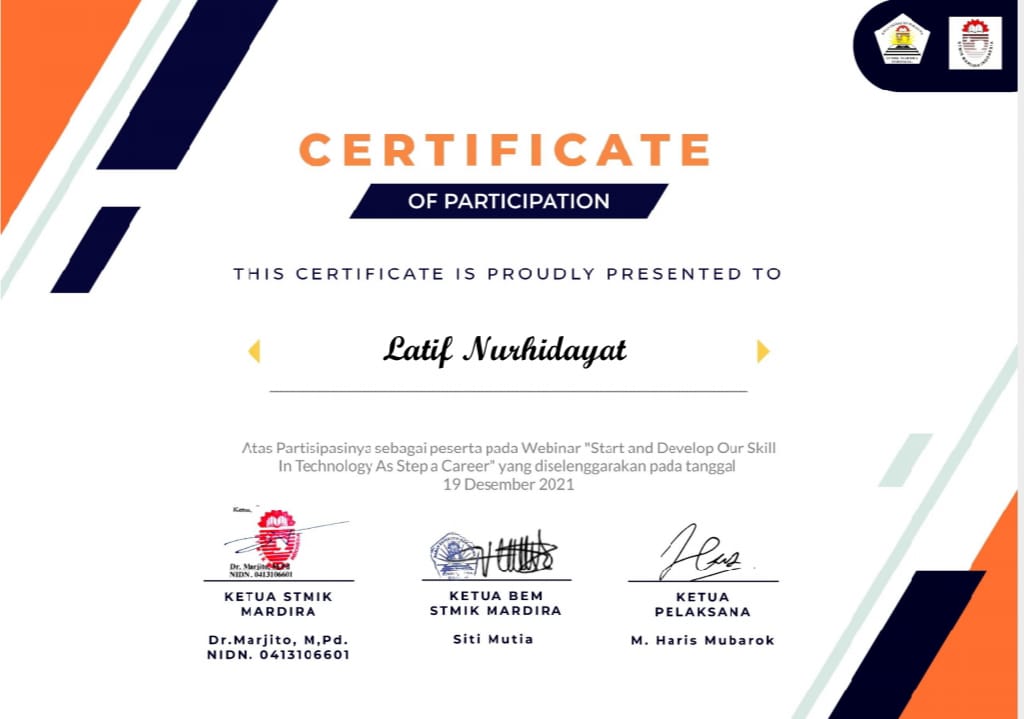 CERTIFICATE
OF PARTICIPATION
THIS CERTIFICATE IS PROUDLY PRESENTED TO
Latif Nurhidayat
Atas Partisipasinya sebagai peserta pada Webinar "Start and Develop Our Skill
In Technology As Step a Career" yang diselenggarakan pada tanggal
19 Desember 2021
Ketua,
Dr. Marjito, M.Pd
NIDN. 0413106601
KETUA STMIK
MARDIRA
Dr.Marjito, M,Pd.
NIDN. 0413106601
KETUA BEM
STMIK MARDIRA
Siti Mutia
KETUA
PELAKSANA
M. Haris Mubarok